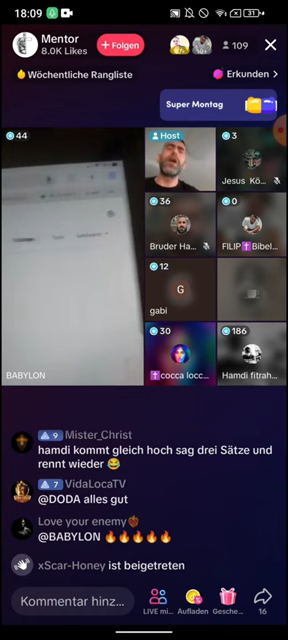 18:09
31
Mentor
8.0K Likes
+ Folgen
109
Wöchentliche Rangliste
Erkunden >
Super Montag
44
Host
3
Jesus Kö...
36
Bruder Ha...
0
FILIP✝️Bibel...
12
G
gabi
BABYLON
30
✝️cocca locc...
186
Hamdi fitrah...
9 Mister_Christ
hamdi kommt gleich hoch sag drei Sätze und
rennt wieder 😂
7 VidalocaTV
@DODA alles gut
Love your enemy
@BABYLON 🔥🔥🔥🔥🔥
xScar-Honey ist beigetreten
Kommentar hinz...
LIVE mi...
Aufladen
Gesche...
16